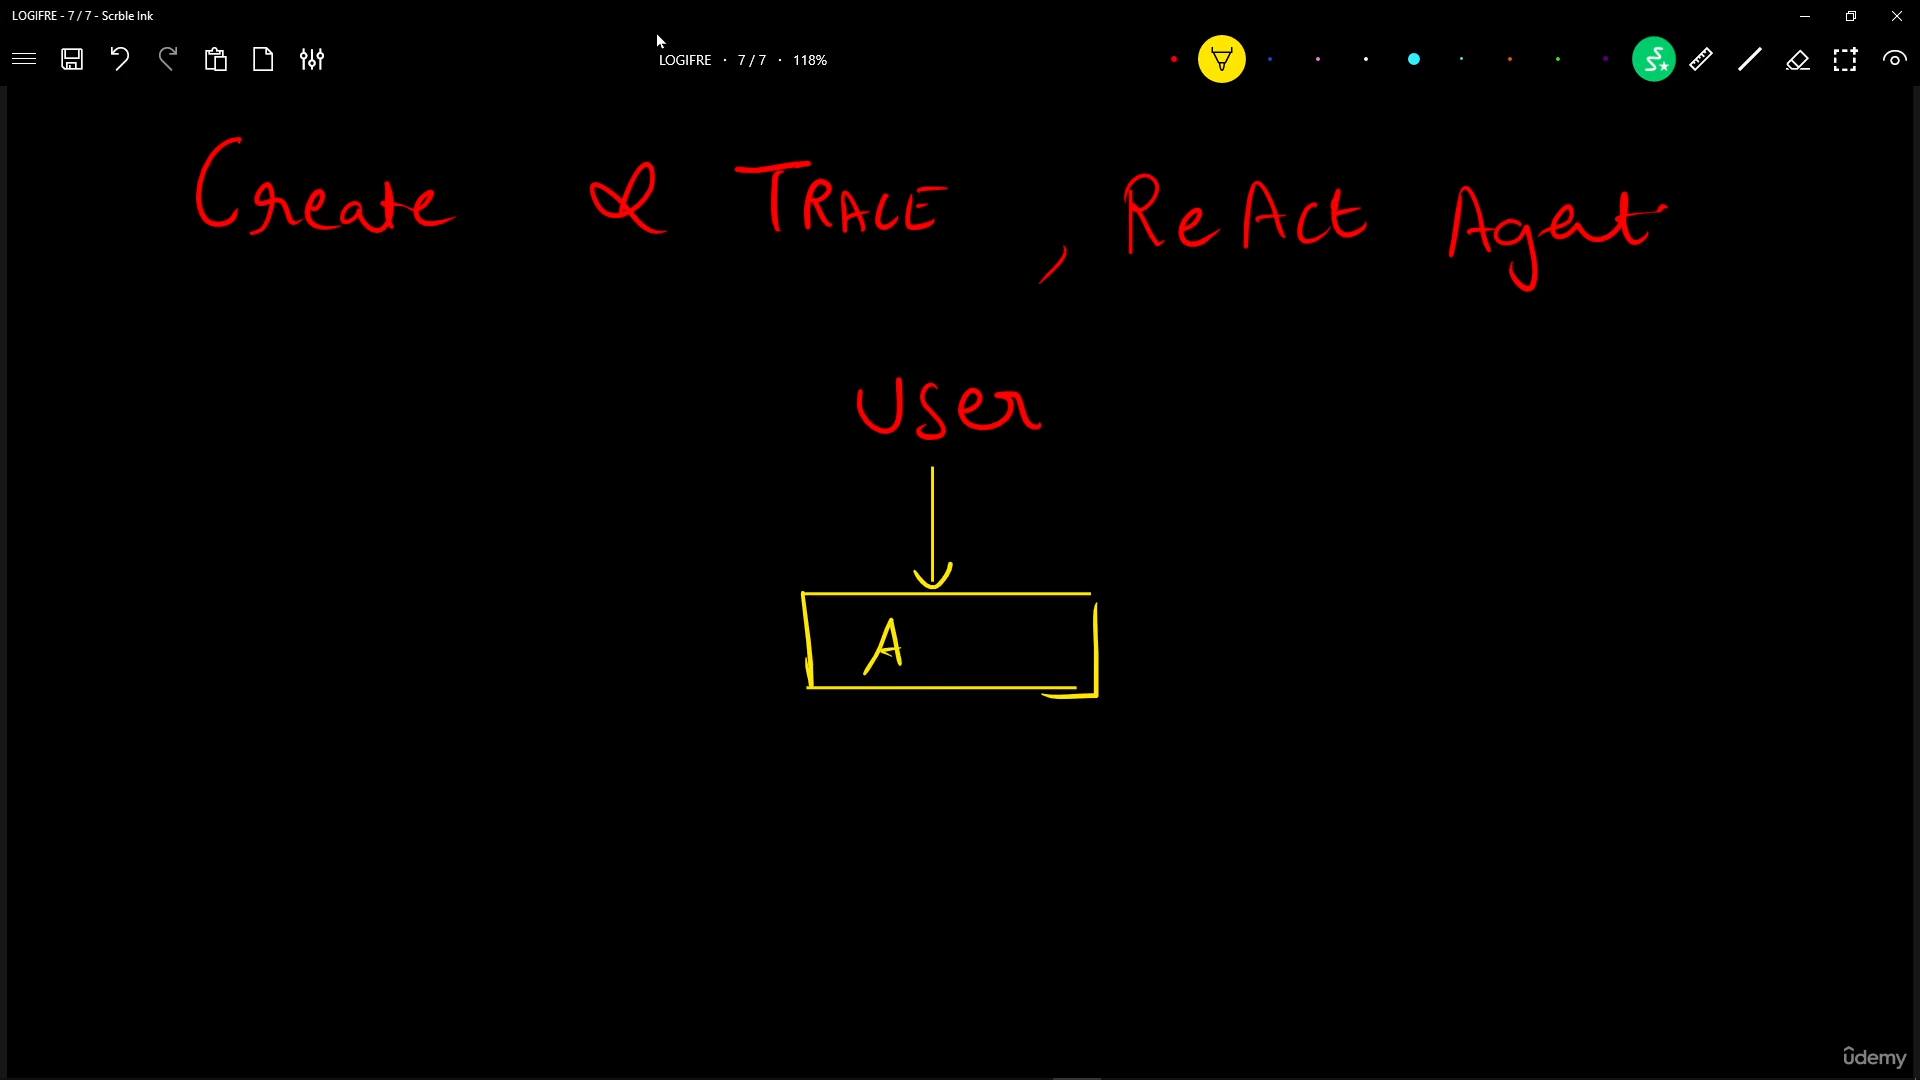 LOGIFRE - 7 / 7 - Scrble Ink
LOGIFRE · 7 / 7 · 118%
Create & TRACE , ReAct Agent
User
A
udemy